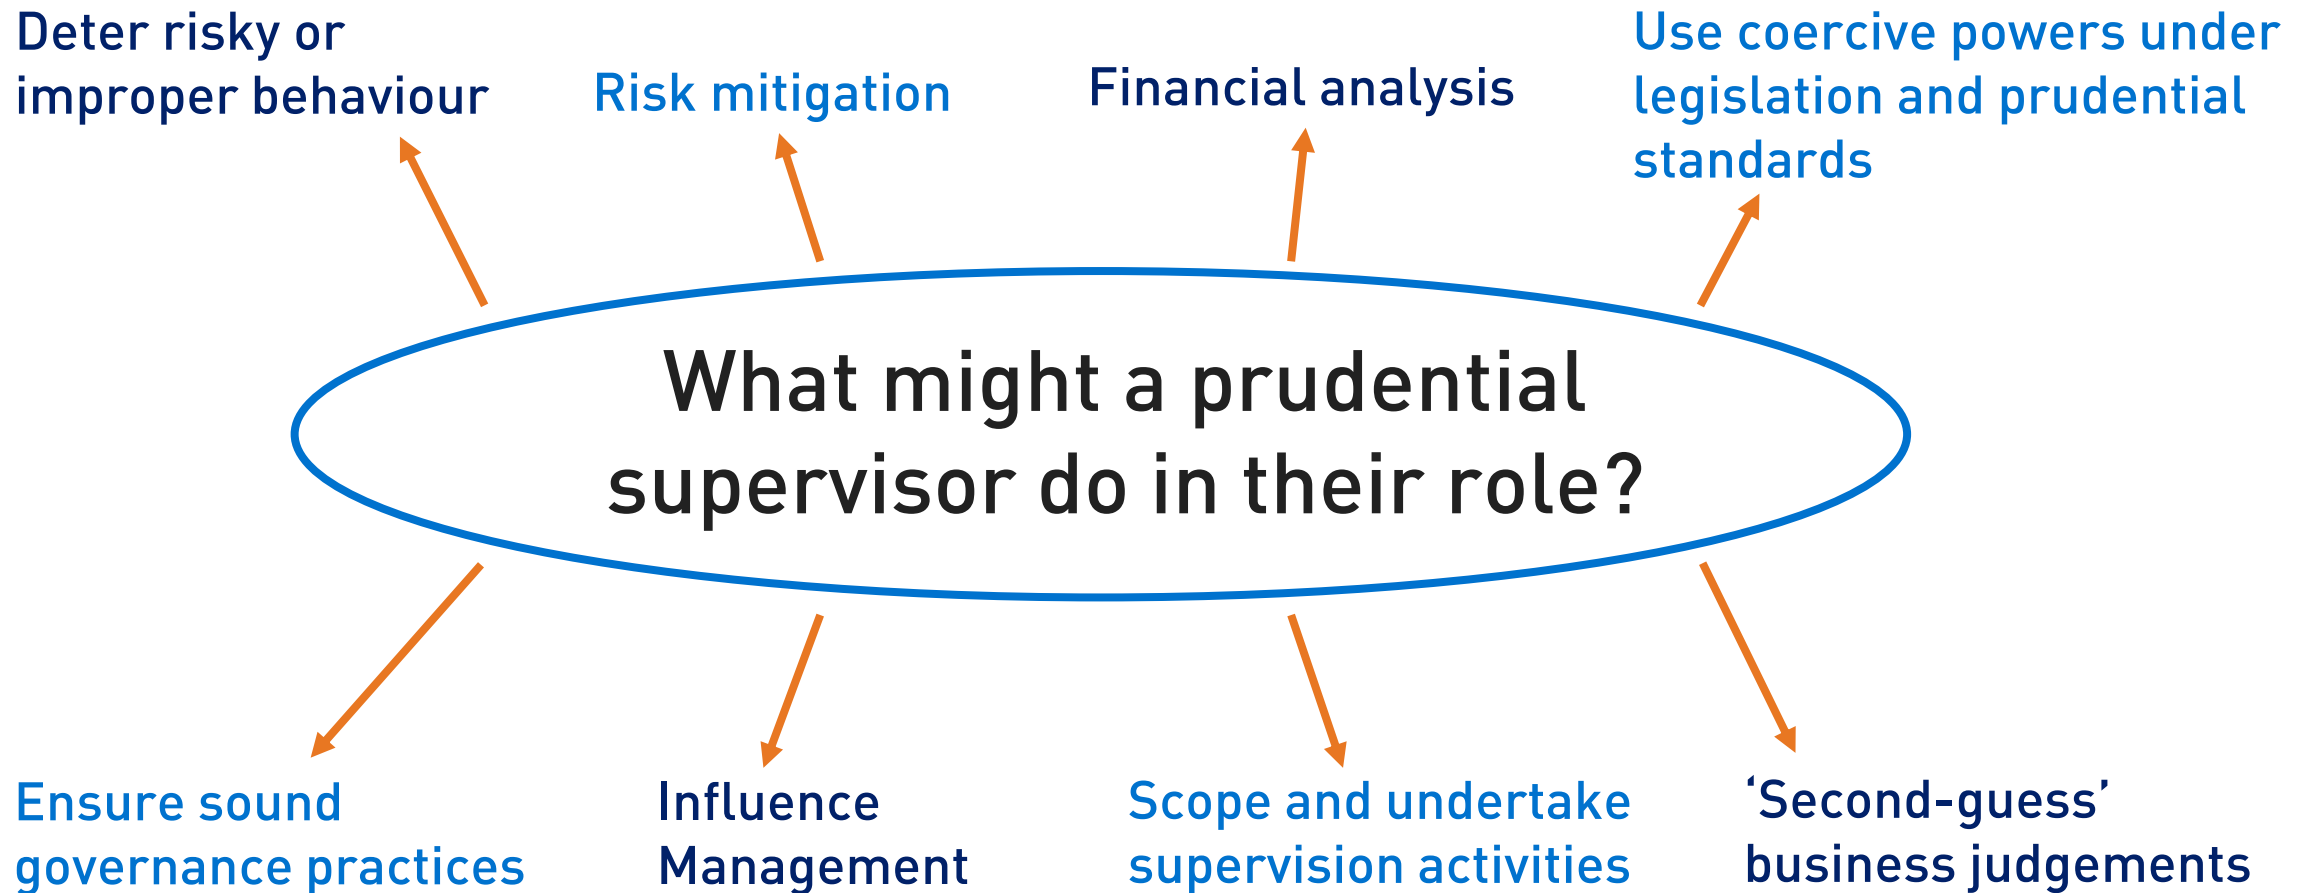 Deter risky or
improper behaviour
Risk mitigation
Financial analysis
Use coercive powers under
legislation and prudential
standards
What might a prudential
supervisor do in their role?
Ensure sound
governance practices
Influence
Management
Scope and undertake
supervision activities
‘Second-guess’
business judgements